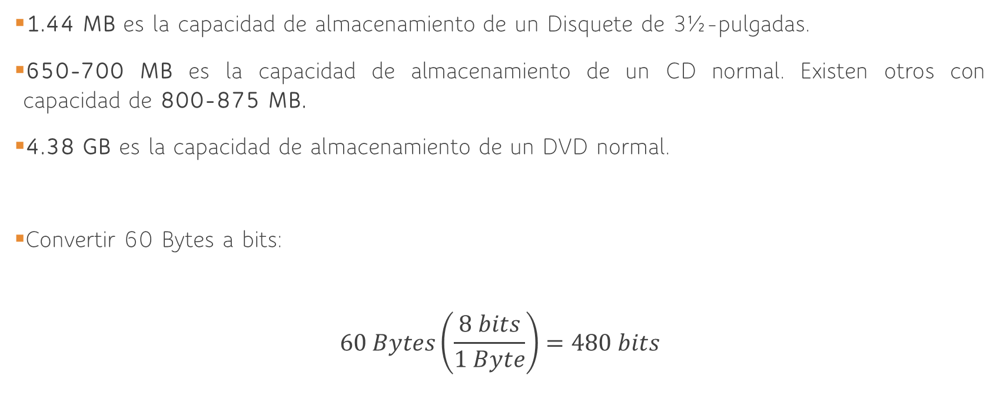 ▪1.44 MB es la capacidad de almacenamiento de un Disquete de 3½-pulgadas.
▪650-700 MB es la capacidad de almacenamiento de un CD normal. Existen otros con
capacidad de 800-875 MB.
▪4.38 GB es la capacidad de almacenamiento de un DVD normal.
▪Convertir 60 Bytes a bits:
60 Bytes (8 bits / 1 Byte) = 480 bits